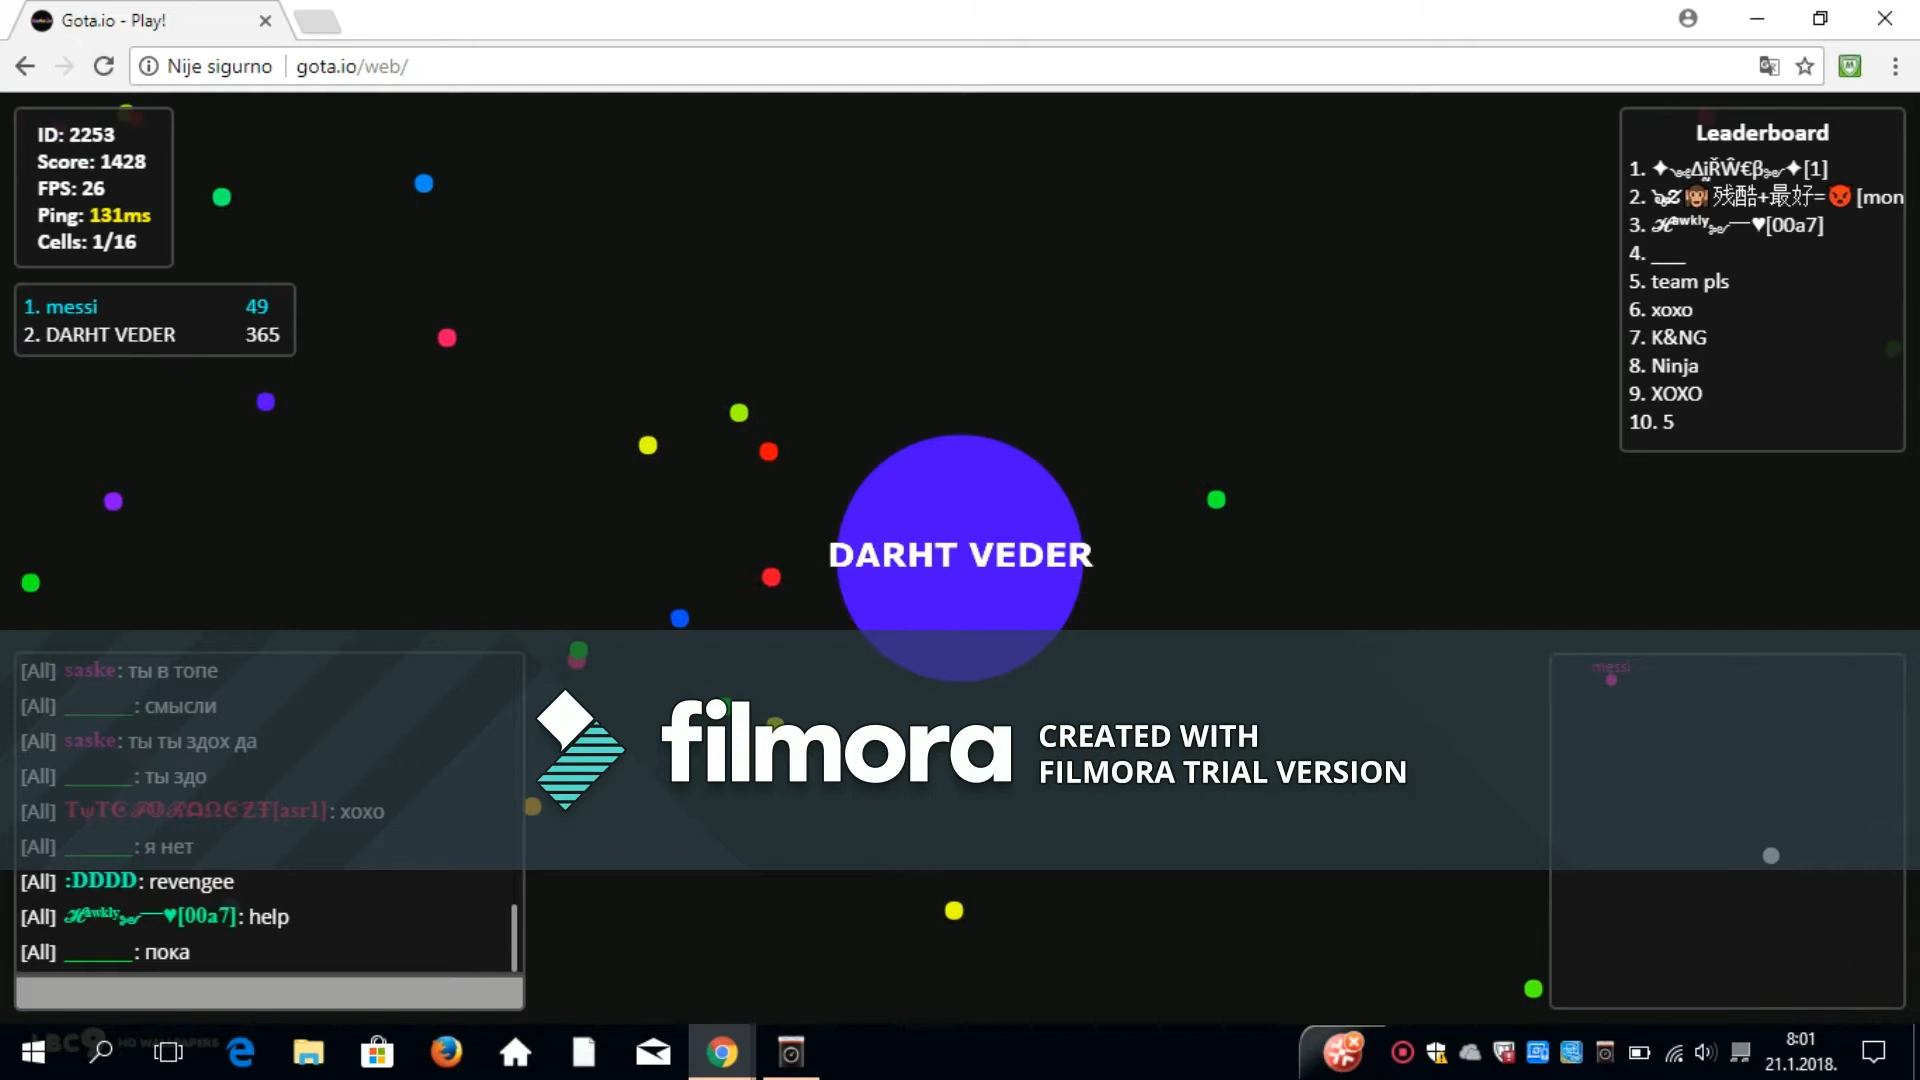 Gota.io - Play!
Nije sigurno
gota.io/web/
ID: 2253
Score: 1428
FPS: 26
Ping: 131ms
Cells: 1/16
1. messi 49
2. DARHT VEDER 365
Leaderboard
1.
2. 残酷+最好= [mon
3. ℋᵃʷᵏˡʸ [00a7]
4. ___
5. team pls
6. xoxo
7. K&NG
8. Ninja
9. XOXO
10. 5
DARHT VEDER
[All] saske: ты в топе
[All] ______: смысли
[All] saske: ты ты здох да
[All] ______: ты здо
[All] [asr1]: xoxo
[All] ______: я нет
[All] :DDDD: revengee
[All] ℋᵃʷᵏˡʸ [00a7]: help
[All] ______: пока
messi
filmora
CREATED WITH
FILMORA TRIAL VERSION
8:01
21.1.2018.